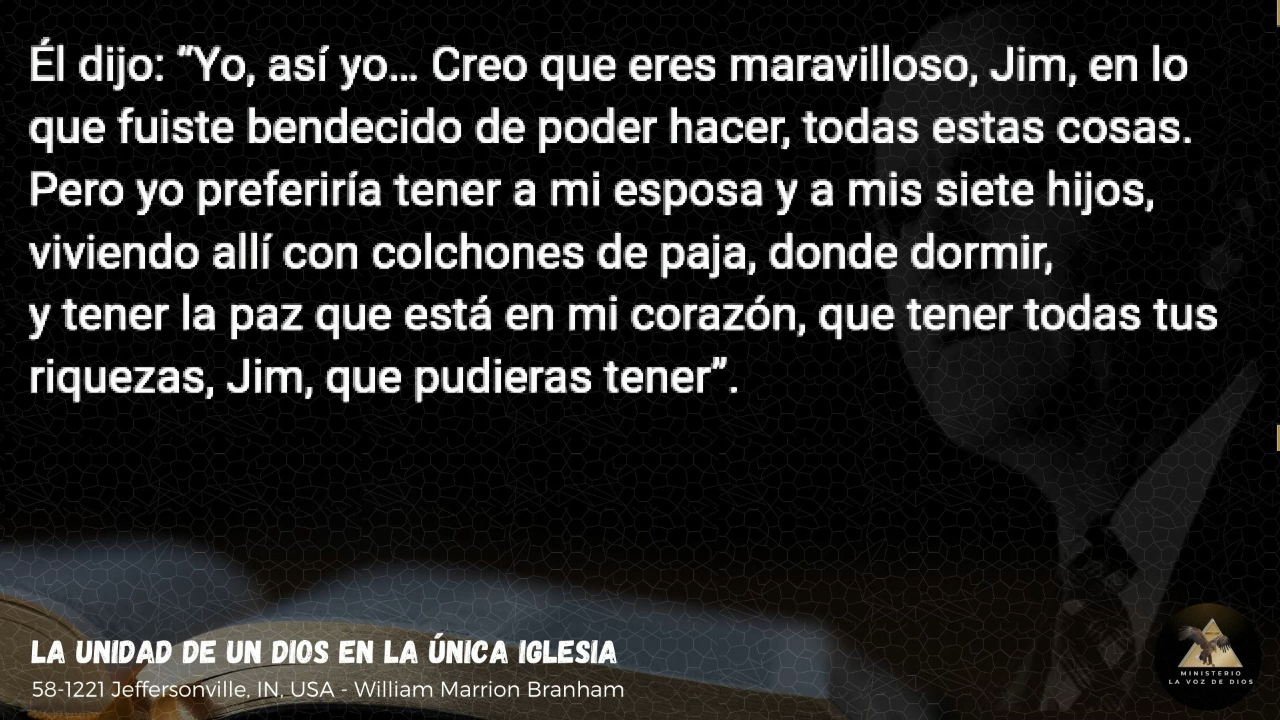 Él dijo: “Yo, así yo... Creo que eres maravilloso, Jim, en lo
que fuiste bendecido de poder hacer, todas estas cosas.
Pero yo preferiría tener a mi esposa y a mis siete hijos,
viviendo allí con colchones de paja, donde dormir,
y tener la paz que está en mi corazón, que tener todas tus
riquezas, Jim, que pudieras tener”.
LA UNIDAD DE UN DIOS EN LA ÚNICA IGLESIA
58-1221 Jeffersonville, IN, USA - William Marrion Branham
MINISTERIO
LA VOZ DE DIOS